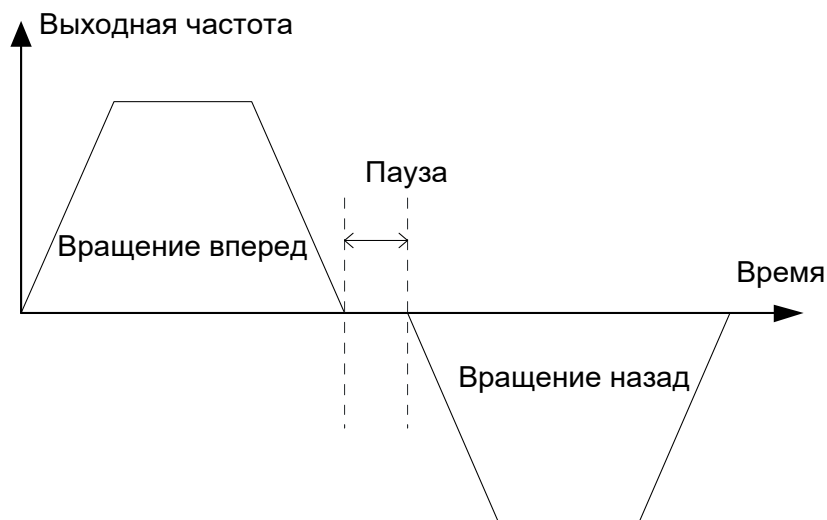 Выходная частота
Пауза
Вращение вперед
Время
Вращение назад